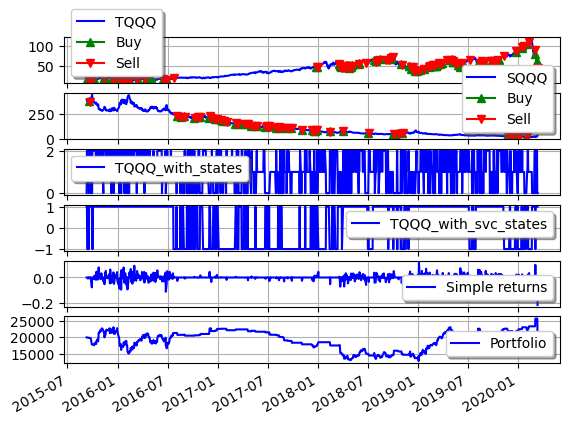 TQQQ
Buy
Sell
100
50
SQQQ
Buy
Sell
250
0
TQQQ_with_states
2
0
TQQQ_with_svc_states
1
−1
Simple returns
0.0
−0.2
Portfolio
25000
20000
15000
2015-07
2016-01
2016-07
2017-01
2017-07
2018-01
2018-07
2019-01
2019-07
2020-01